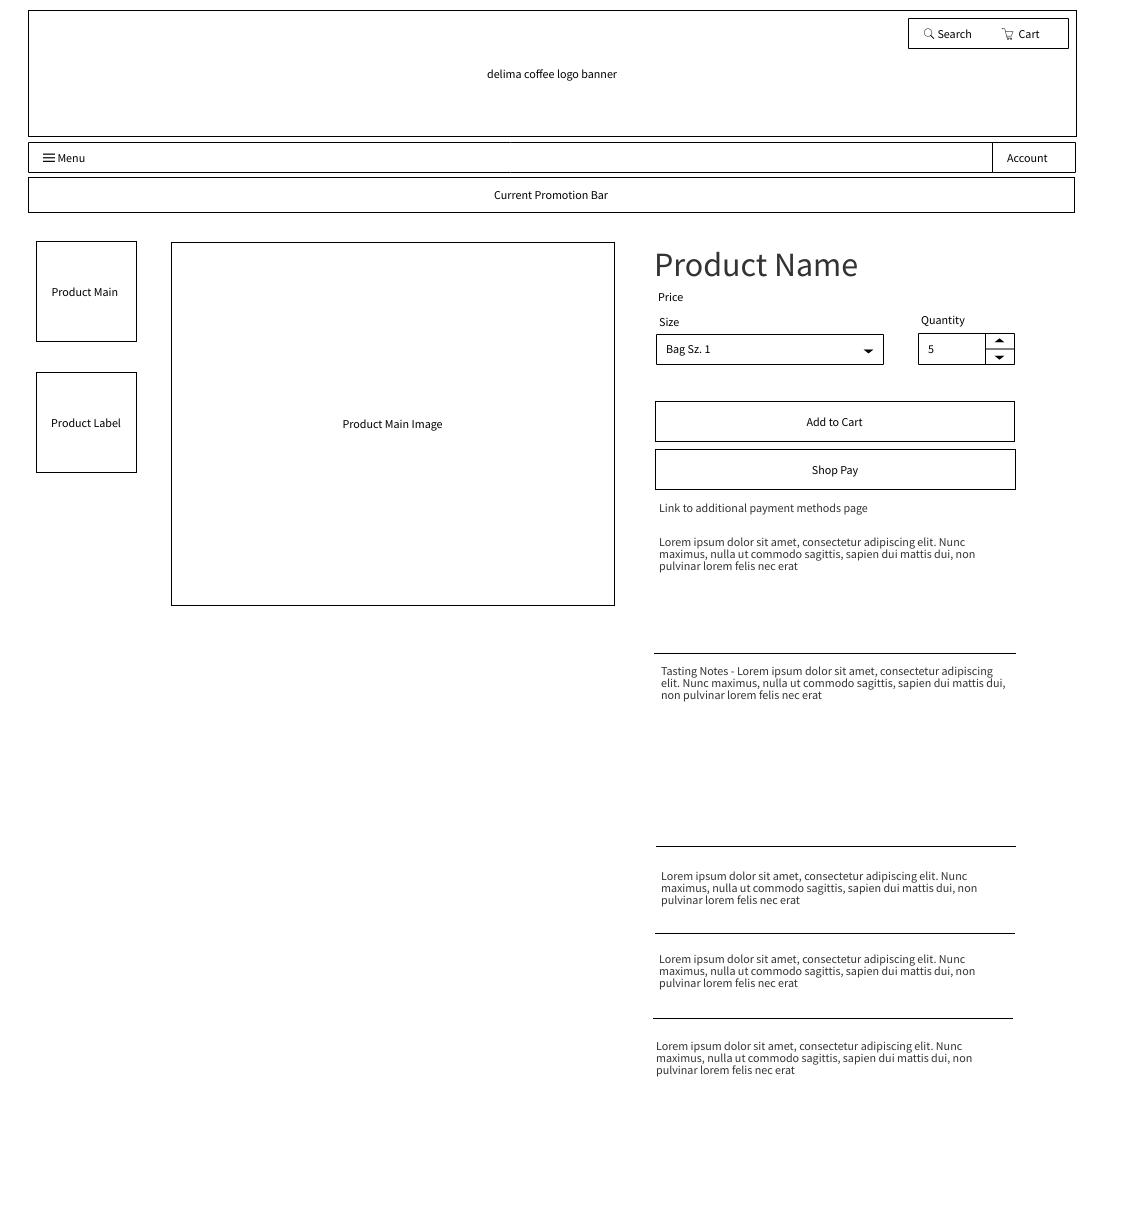 Search
Cart
delima coffee logo banner
Menu
Account
Current Promotion Bar
Product Main
Product Label
Product Main Image
Product Name
Price
Size
Quantity
Bag Sz. 1
5
Add to Cart
Shop Pay
Link to additional payment methods page
Lorem ipsum dolor sit amet, consectetur adipiscing elit. Nunc
maximus, nulla ut commodo sagittis, sapien dui mattis dui, non
pulvinar lorem felis nec erat
Tasting Notes - Lorem ipsum dolor sit amet, consectetur adipiscing
elit. Nunc maximus, nulla ut commodo sagittis, sapien dui mattis dui,
non pulvinar lorem felis nec erat
Lorem ipsum dolor sit amet, consectetur adipiscing elit. Nunc
maximus, nulla ut commodo sagittis, sapien dui mattis dui, non
pulvinar lorem felis nec erat
Lorem ipsum dolor sit amet, consectetur adipiscing elit. Nunc
maximus, nulla ut commodo sagittis, sapien dui mattis dui, non
pulvinar lorem felis nec erat
Lorem ipsum dolor sit amet, consectetur adipiscing elit. Nunc
maximus, nulla ut commodo sagittis, sapien dui mattis dui, non
pulvinar lorem felis nec erat